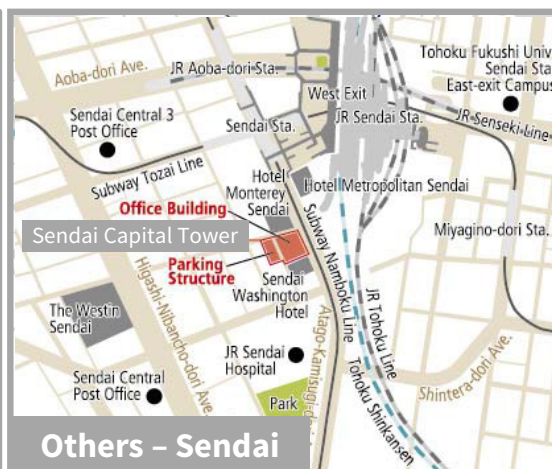 Aoba-dori Ave.
JR Aoba-dori Sta.
Tohoku Fukushi Univ
Sendai Sta
East-exit Campus
West Exit
Sendai Central 3
Post Office
Sendai Sta.
JR Sendai Sta.
JR Senseki Line
Subway Tozai Line
Hotel
Monterey
Sendai
Hotel Metropolitan Sendai
Office Building
Sendai Capital Tower
Miyagino-dori Sta.
Parking
Structure
Subway Namboku Line
Sendai
Washington
Hotel
Higashi-Nibancho-dori Ave.
The Westin
Sendai
JR Tohoku Line
Atago-Kamisugi-dori
JR Sendai
Hospital
Shintera-dori Ave.
Sendai Central
Post Office
Park
Tohoku Shinkansen
Others – Sendai